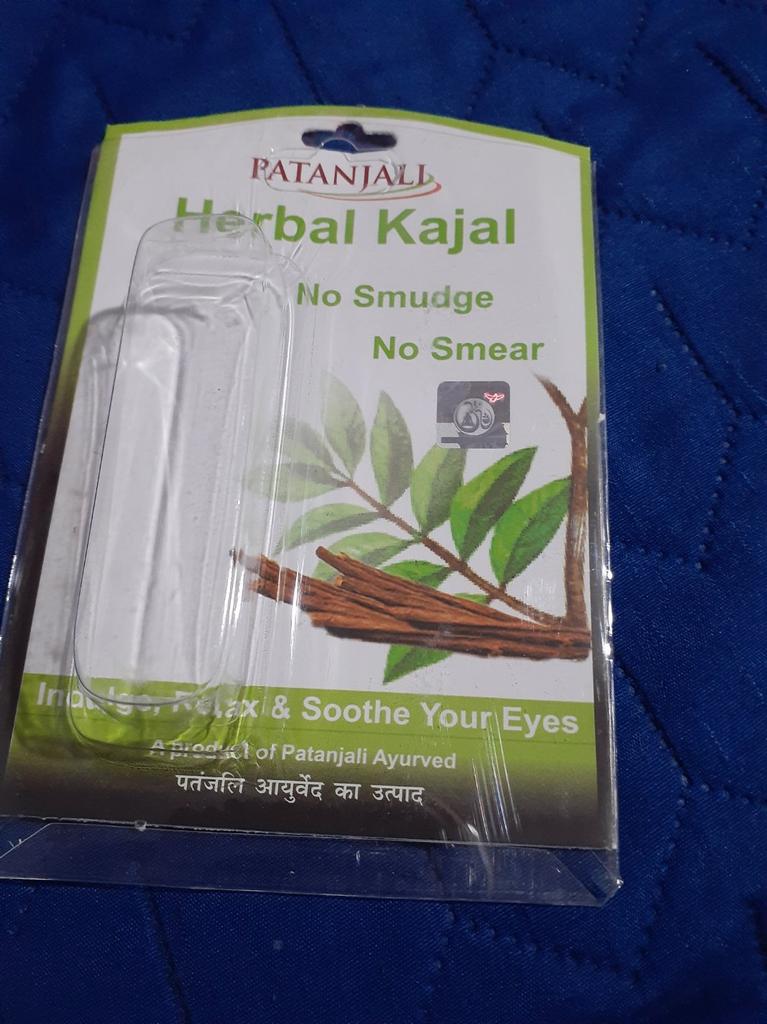 PATANJALI
Herbal Kajal
No Smudge
No Smear
Indulge, Relax & Soothe Your Eyes
A product of Patanjali Ayurved
पतंजलि आयुर्वेद का उत्पाद